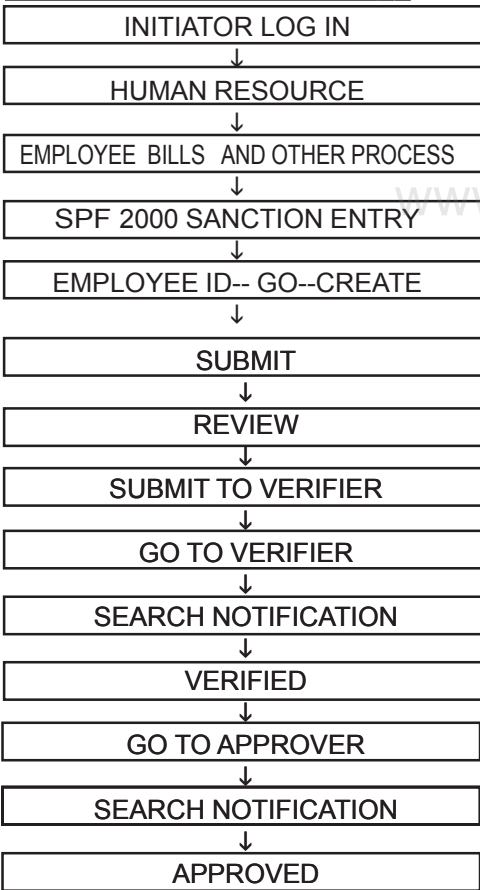 INITIATOR LOG IN
↓
HUMAN RESOURCE
↓
EMPLOYEE BILLS AND OTHER PROCESS
↓
SPF 2000 SANCTION ENTRY
↓
EMPLOYEE ID-- GO--CREATE
↓
SUBMIT
↓
REVIEW
↓
SUBMIT TO VERIFIER
↓
GO TO VERIFIER
↓
SEARCH NOTIFICATION
↓
VERIFIED
↓
GO TO APPROVER
↓
SEARCH NOTIFICATION
↓
APPROVED